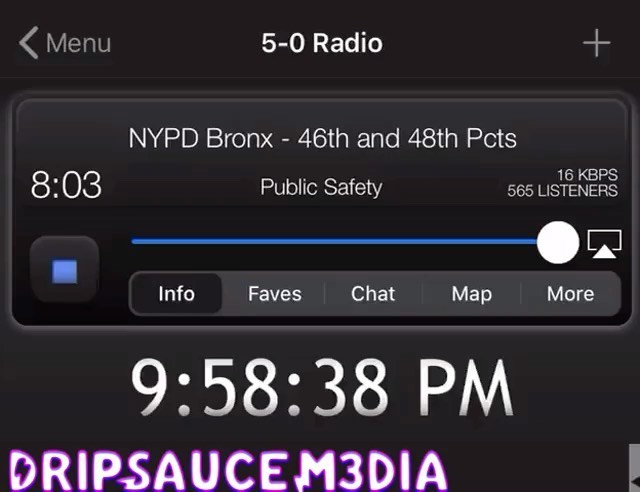 Menu
5-0 Radio
NYPD Bronx - 46th and 48th Pcts
8:03
Public Safety
16 KBPS
565 LISTENERS
Info
Faves
Chat
Map
More
9:58:38 PM
DRIPSAUCEM3DIA